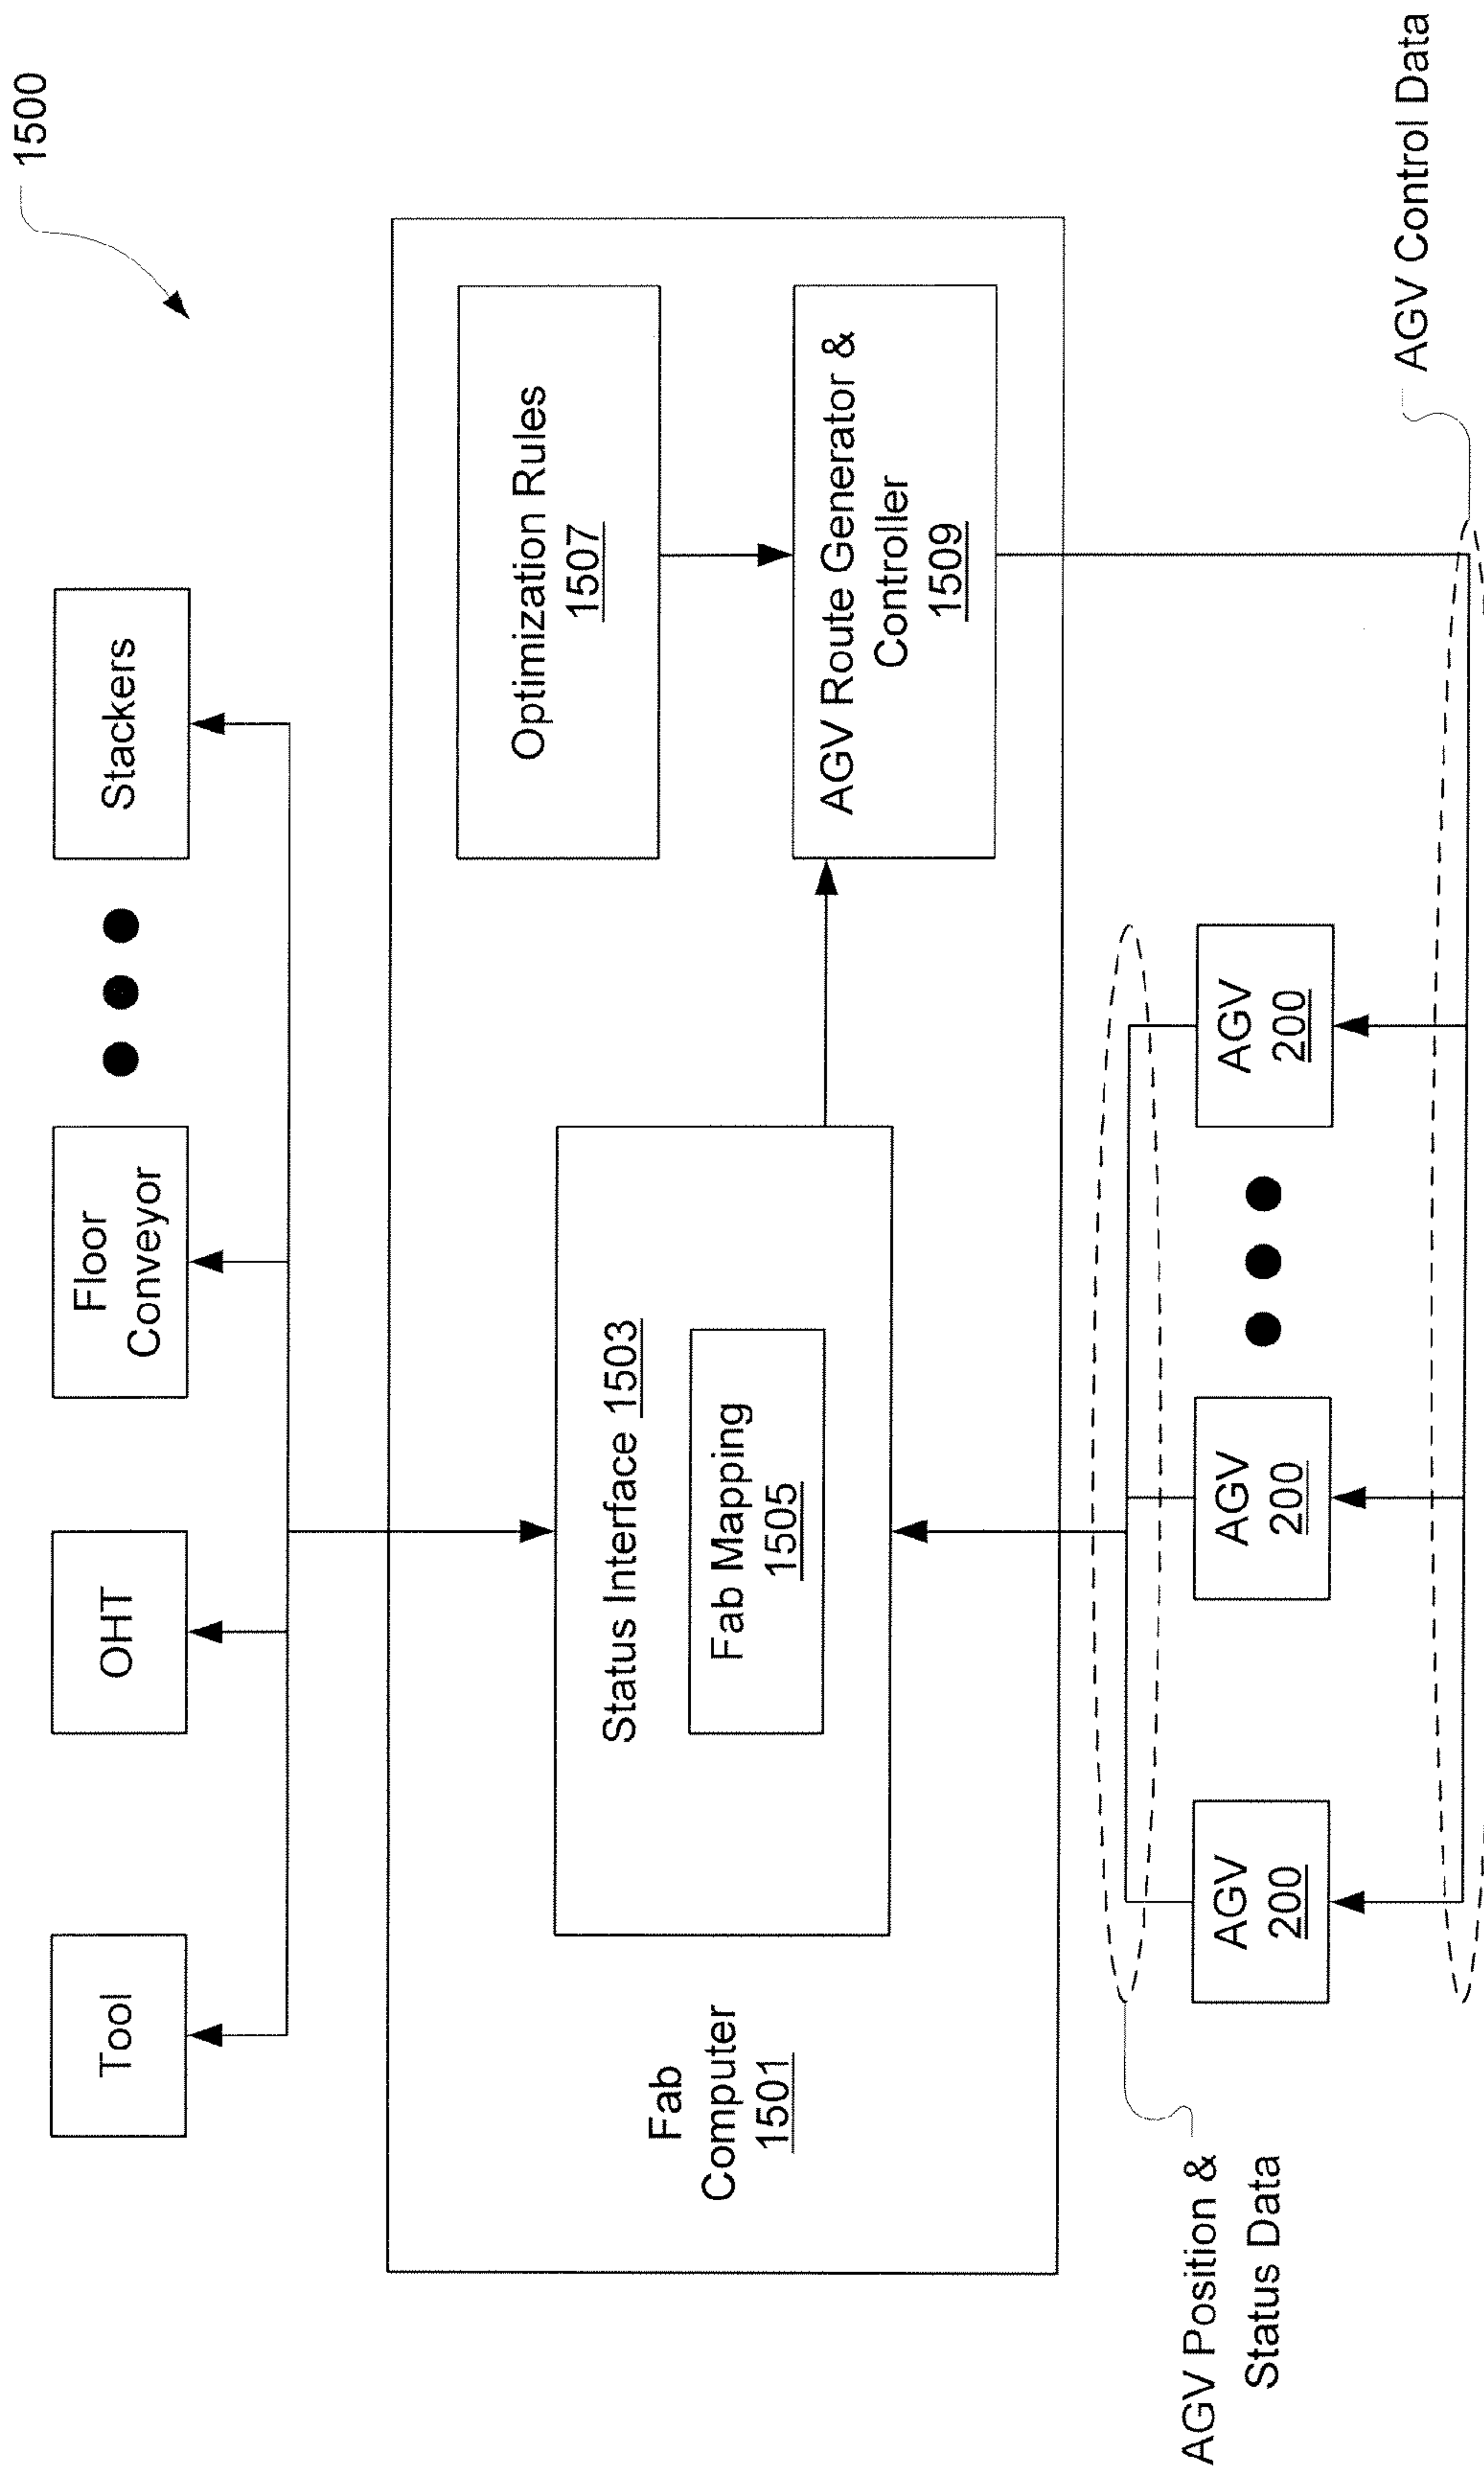 1500
Tool
OHT
Floor
Conveyor
Stackers
Fab
Computer
1501
Status Interface 1503
Fab Mapping
1505
Optimization Rules
1507
AGV Route Generator &
Controller
1509
AGV Position &
Status Data
AGV
200
AGV
200
AGV
200
AGV Control Data